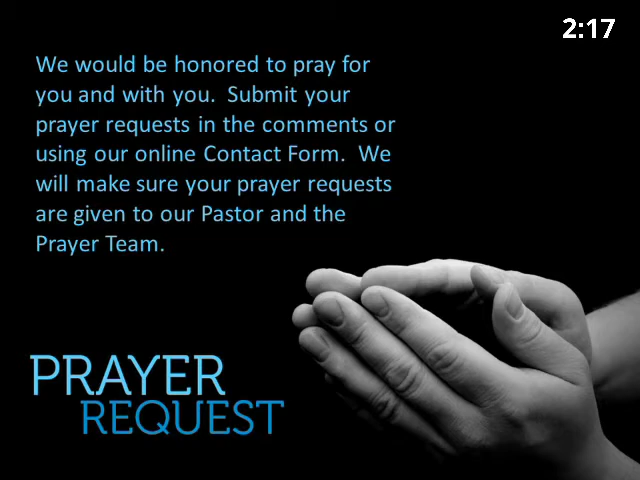 2:17
We would be honored to pray for
you and with you.  Submit your
prayer requests in the comments or
using our online Contact Form.  We
will make sure your prayer requests
are given to our Pastor and the
Prayer Team.
PRAYER
REQUEST